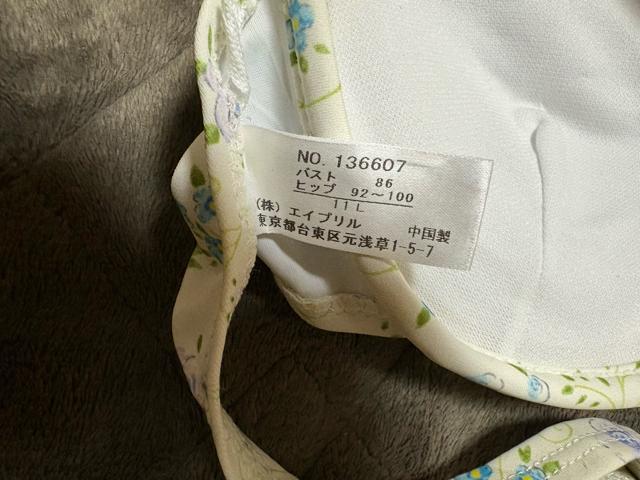 NO. 136607
バスト 86
ヒップ 92～100
11L
(株) エイプリル 中国製
東京都台東区元浅草1-5-7